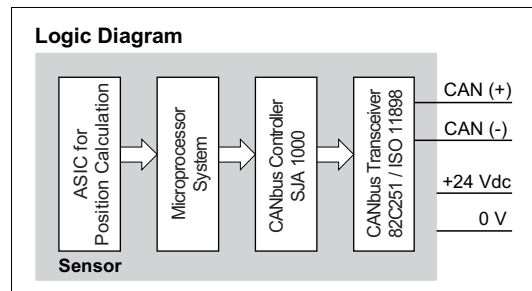 Logic Diagram
ASIC for
Position Calculation
Microprocessor
System
CANbus Controller
SJA 1000
CANbus Transceiver
82C251 / ISO 11898
CAN (+)
CAN (-)
+24 Vdc
0 V
Sensor